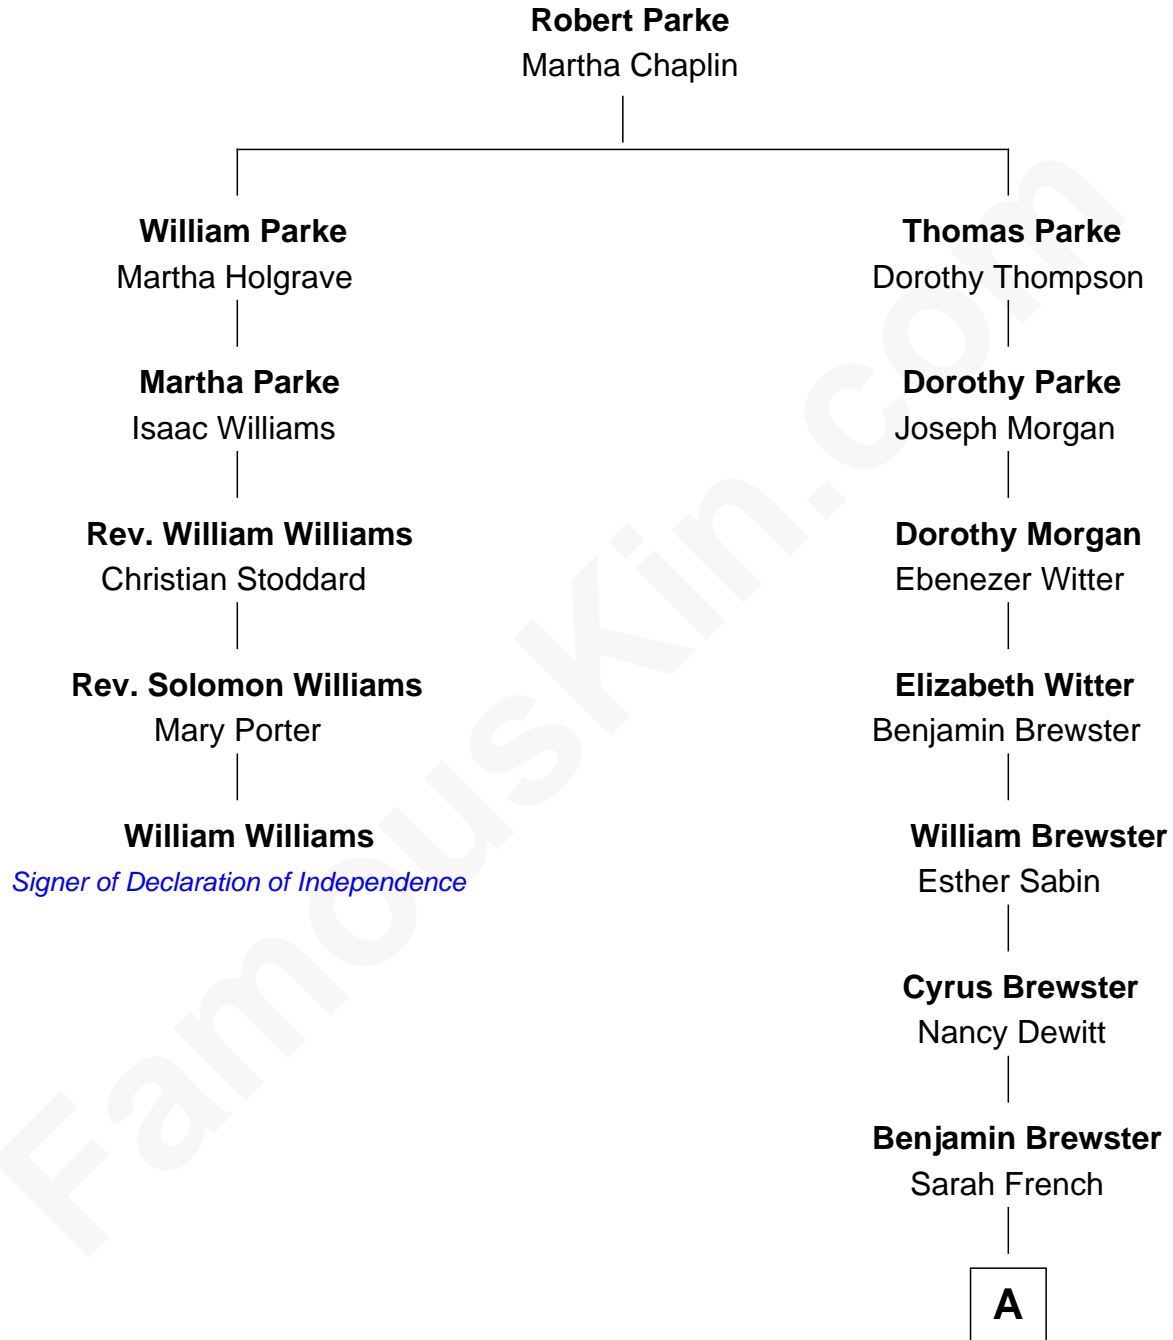 Robert Parke
Martha Chaplin
William Parke
Martha Holgrave
Thomas Parke
Dorothy Thompson
Martha Parke
Isaac Williams
Dorothy Parke
Joseph Morgan
Rev. William Williams
Christian Stoddard
Dorothy Morgan
Ebenezer Witter
Rev. Solomon Williams
Mary Porter
Elizabeth Witter
Benjamin Brewster
William Williams
Signer of Declaration of Independence
William Brewster
Esther Sabin
Cyrus Brewster
Nancy Dewitt
Benjamin Brewster
Sarah French
A
FamousKin.com